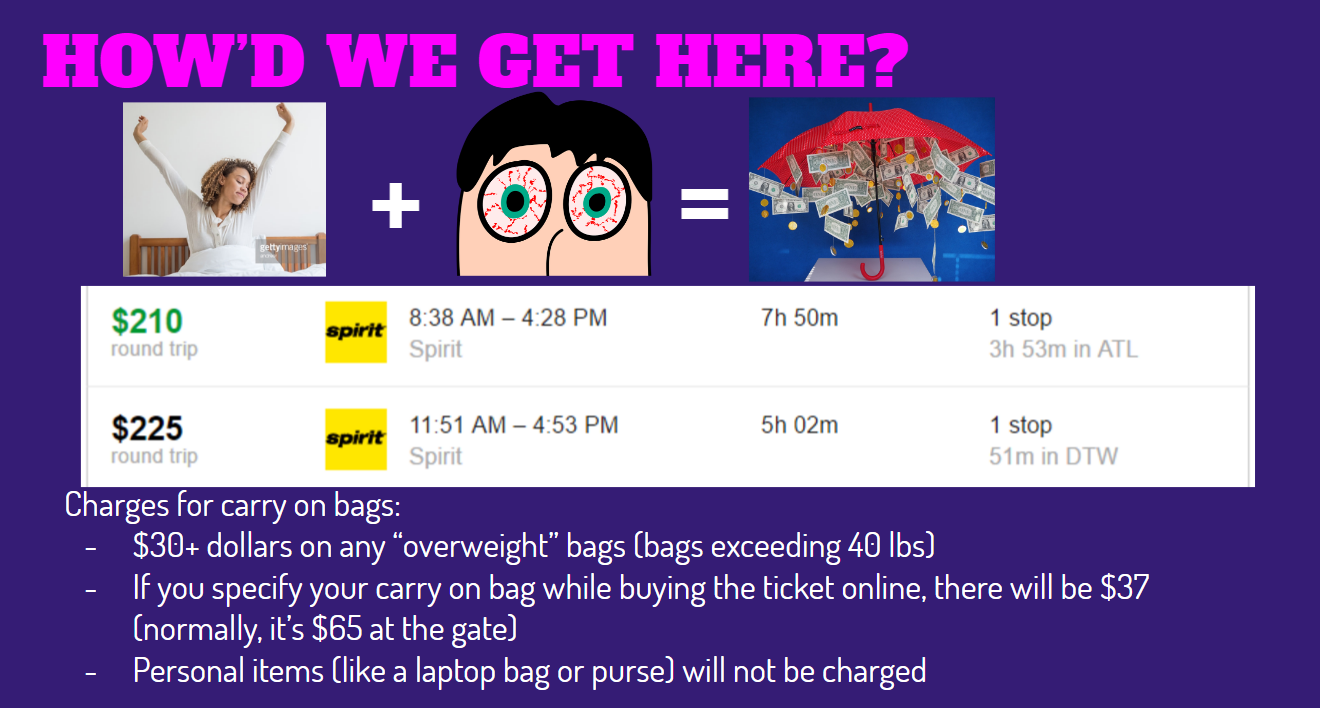 HOW'D WE GET HERE?
+
=
gettyimages
$210
round trip
spirit
8:38 AM – 4:28 PM
Spirit
7h 50m
1 stop
3h 53m in ATL
$225
round trip
spirit
11:51 AM – 4:53 PM
Spirit
5h 02m
1 stop
51m in DTW
Charges for carry on bags:
- $30+ dollars on any “overweight” bags (bags exceeding 40 lbs)
- If you specify your carry on bag while buying the ticket online, there will be $37
(normally, it's $65 at the gate)
- Personal items (like a laptop bag or purse) will not be charged